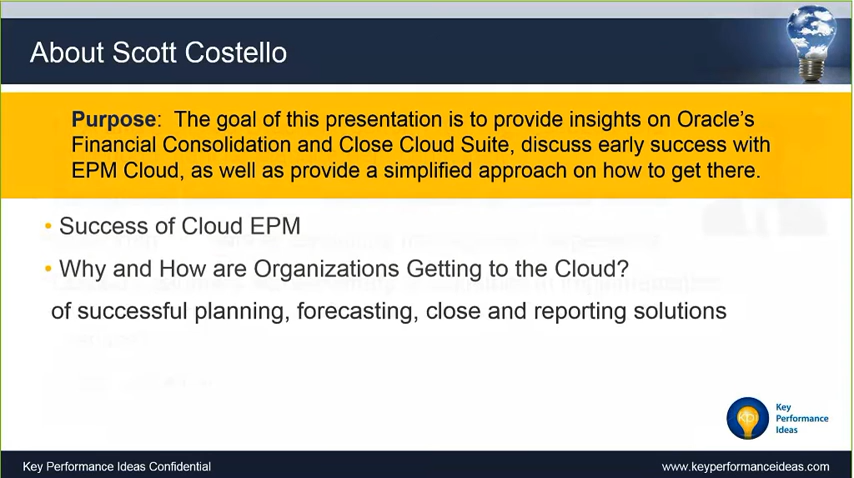 About Scott Costello
Purpose: The goal of this presentation is to provide insights on Oracle's
Financial Consolidation and Close Cloud Suite, discuss early success with
EPM Cloud, as well as provide a simplified approach on how to get there.
• Success of Cloud EPM
• Why and How are Organizations Getting to the Cloud?
of successful planning, forecasting, close and reporting solutions
Key
Performance
Ideas
Key Performance Ideas Confidential
www.keyperformanceideas.com